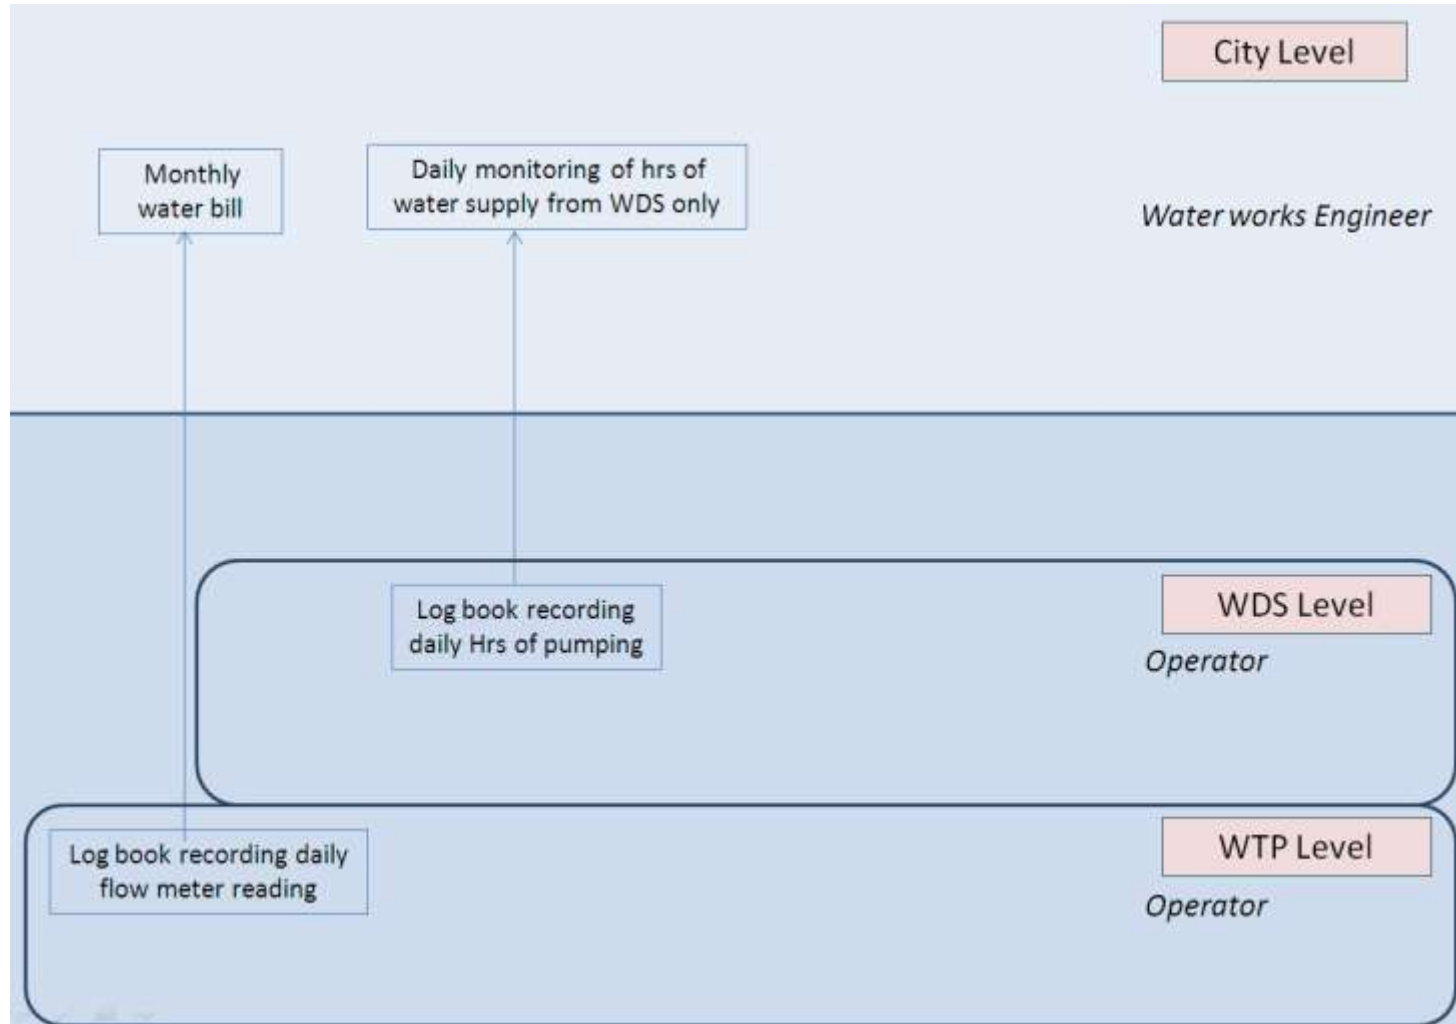 City Level
Monthly
water bill
Daily monitoring of hrs of
water supply from WDS only
Water works Engineer
Log book recording
daily Hrs of pumping
WDS Level
Operator
Log book recording daily
flow meter reading
WTP Level
Operator